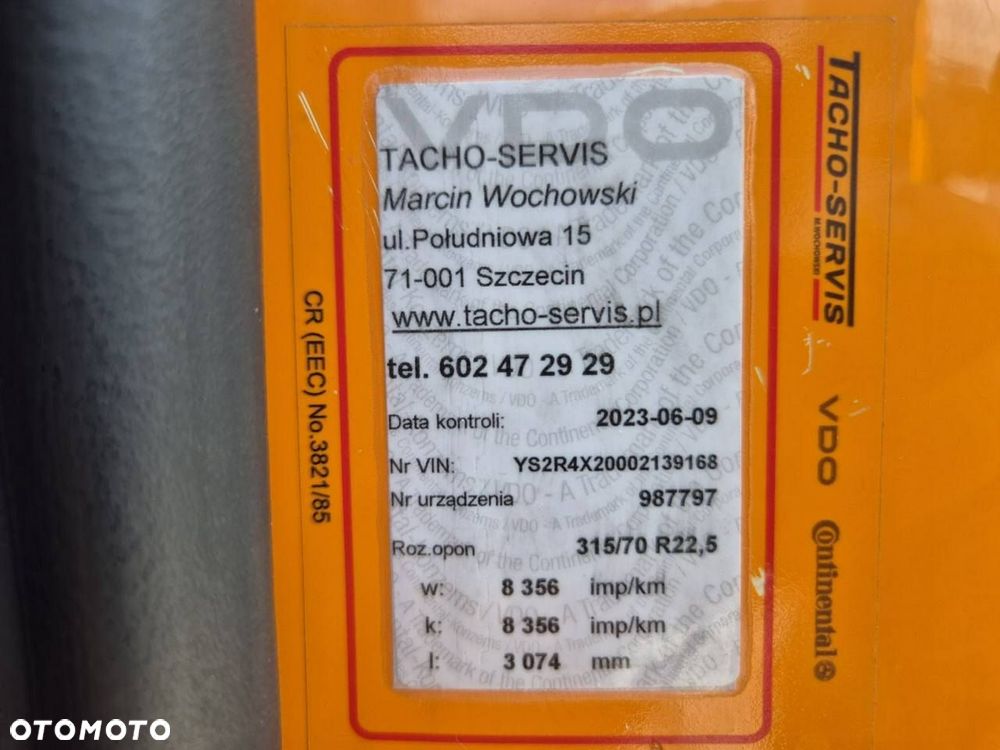 VDO
TACHO-SERVIS
Marcin Wochowski
ul.Południowa 15
71-001 Szczecin
www.tacho-servis.pl
tel. 602 47 29 29
Data kontroli: 2023-06-09
Nr VIN: YS2R4X20002139168
Nr urządzenia 987797
Roz.opon 315/70 R22,5
w: 8 356 imp/km
k: 8 356 imp/km
l: 3 074 mm
CR (EEC) No.3821/85
TACHO-SERVIS
M.WOCHOWSKI
VDO
Continental
OTOMOTO